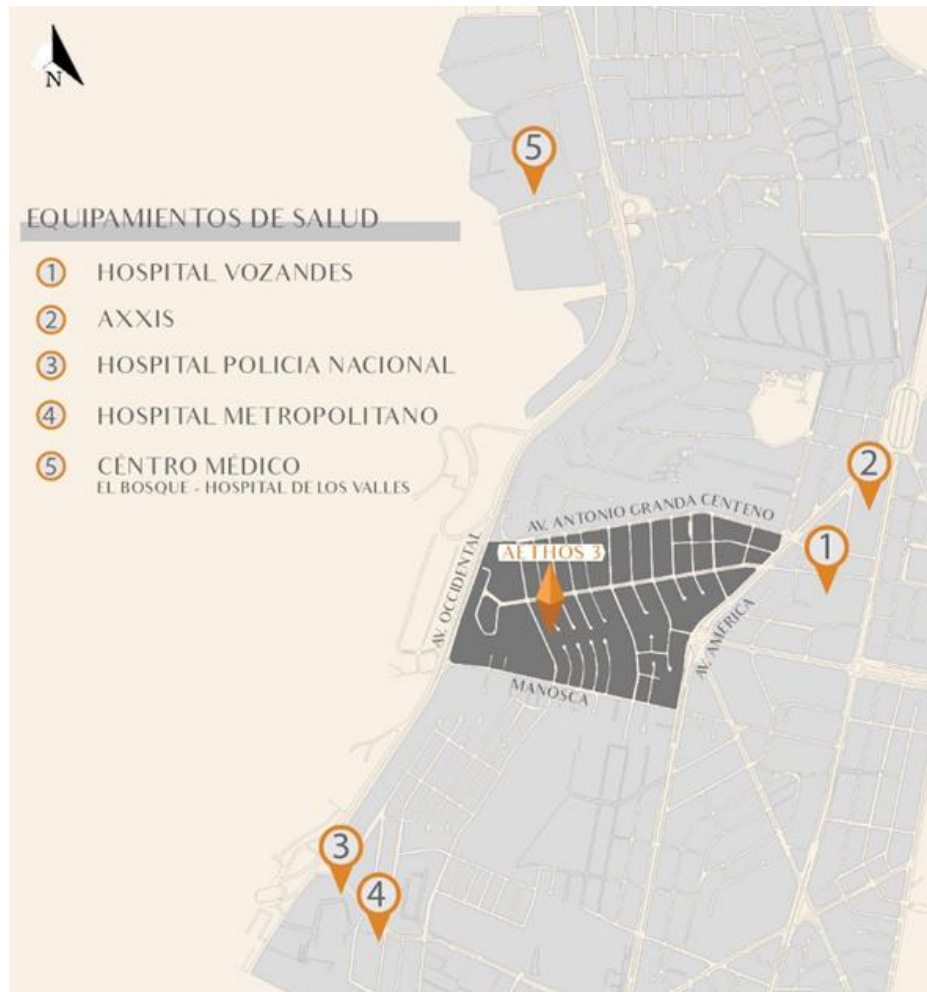 N
EQUIPAMIENTOS DE SALUD
1 HOSPITAL VOZANDES
2 AXXIS
3 HOSPITAL POLICIA NACIONAL
4 HOSPITAL METROPOLITANO
5 CÉNTRO MÉDICO
EL BOSQUE - HOSPITAL DE LOS VALLES
5
2
AV. ANTONIO GRANDA CENTENO
1
AETHOS 3
AV. OCCIDENTAL
AV. AMÉRICA
MANOSCA
3
4